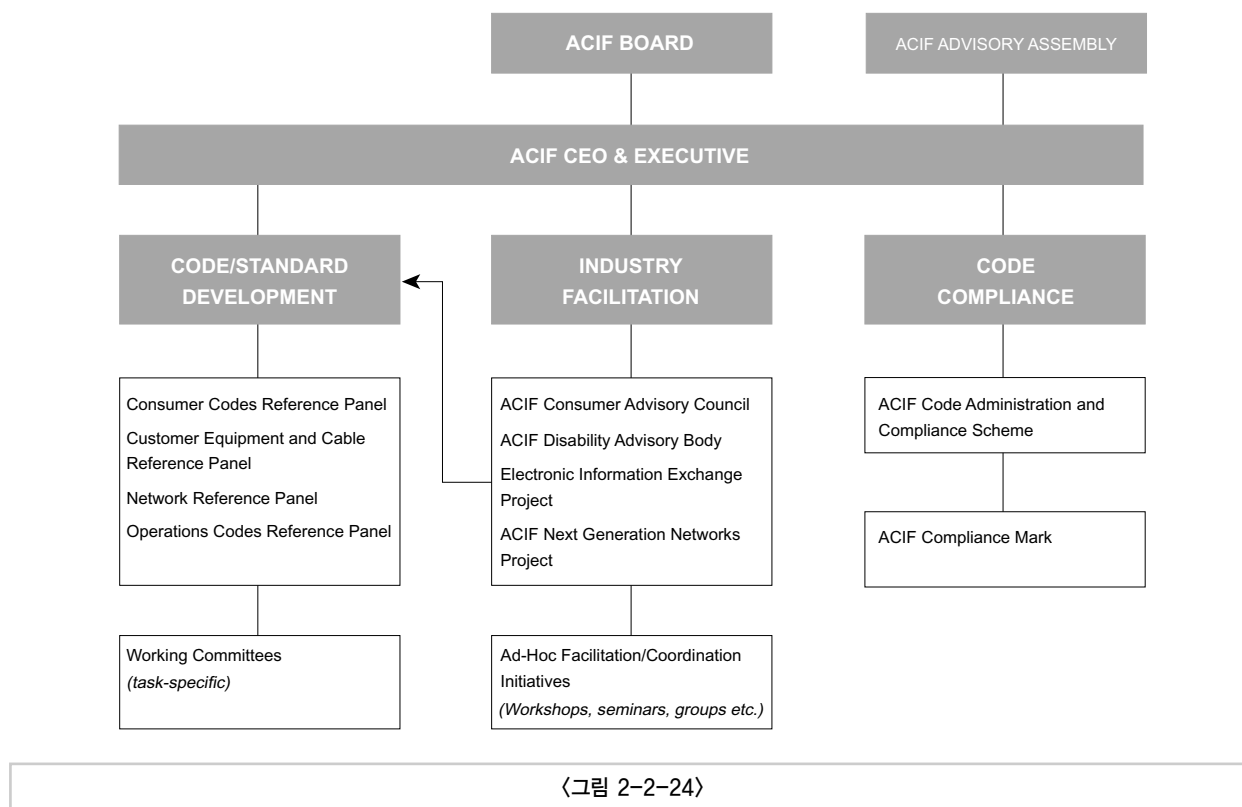 ACIF BOARD
ACIF ADVISORY ASSEMBLY
ACIF CEO & EXECUTIVE
CODE/STANDARD
DEVELOPMENT
INDUSTRY
FACILITATION
CODE
COMPLIANCE
Consumer Codes Reference Panel
Customer Equipment and Cable
Reference Panel
Network Reference Panel
Operations Codes Reference Panel
ACIF Consumer Advisory Council
ACIF Disability Advisory Body
Electronic Information Exchange
Project
ACIF Next Generation Networks
Project
ACIF Code Administration and
Compliance Scheme
ACIF Compliance Mark
Working Committees
(task-specific)
Ad-Hoc Facilitation/Coordination
Initiatives
(Workshops, seminars, groups etc.)
〈그림 2-2-24〉